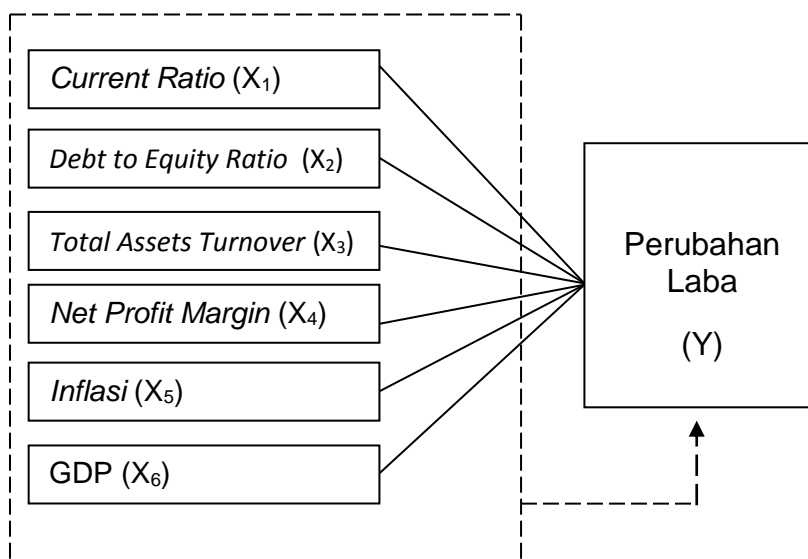 Current Ratio (X₁)
Debt to Equity Ratio (X₂)
Total Assets Turnover (X₃)
Net Profit Margin (X₄)
Inflasi (X₅)
GDP (X₆)
Perubahan
Laba
(Y)